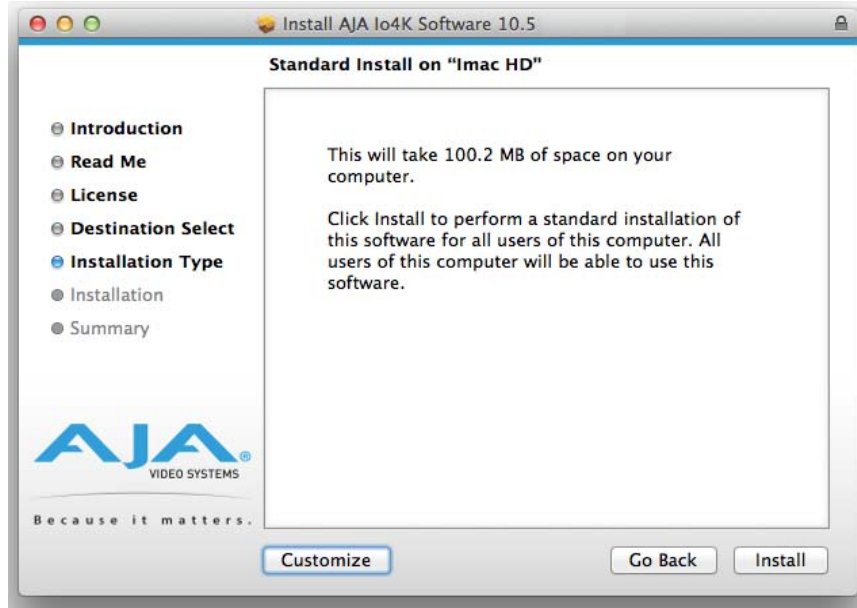 Install AJA Io4K Software 10.5
Standard Install on “Imac HD”
Introduction
Read Me
License
Destination Select
Installation Type
Installation
Summary
This will take 100.2 MB of space on your
computer.
Click Install to perform a standard installation of
this software for all users of this computer. All
users of this computer will be able to use this
software.
AJA®
VIDEO SYSTEMS
Because it matters.
Customize
Go Back
Install